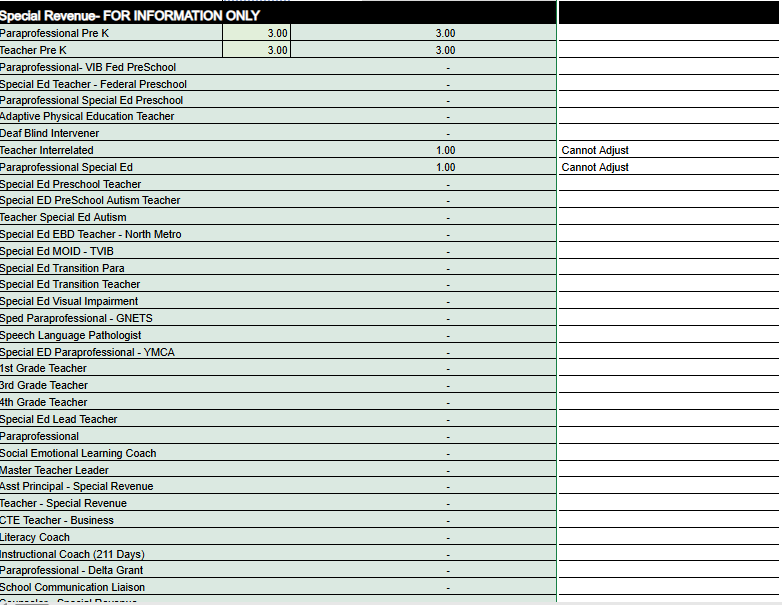 Special Revenue- FOR INFORMATION ONLY
Paraprofessional Pre K 3.00 3.00
Teacher Pre K 3.00 3.00
Paraprofessional- VIB Fed PreSchool -
Special Ed Teacher - Federal Preschool -
Paraprofessional Special Ed Preschool -
Adaptive Physical Education Teacher -
Deaf Blind Intervener -
Teacher Interrelated 1.00 Cannot Adjust
Paraprofessional Special Ed 1.00 Cannot Adjust
Special Ed Preschool Teacher -
Special ED PreSchool Autism Teacher -
Teacher Special Ed Autism -
Special Ed EBD Teacher - North Metro -
Special Ed MOID - TVIB -
Special Ed Transition Para -
Special Ed Transition Teacher -
Special Ed Visual Impairment -
Sped Paraprofessional - GNETS -
Speech Language Pathologist -
Special ED Paraprofessional - YMCA -
1st Grade Teacher -
3rd Grade Teacher -
4th Grade Teacher -
Special Ed Lead Teacher -
Paraprofessional -
Social Emotional Learning Coach -
Master Teacher Leader -
Asst Principal - Special Revenue -
Teacher - Special Revenue -
CTE Teacher - Business -
Literacy Coach -
Instructional Coach (211 Days) -
Paraprofessional - Delta Grant -
School Communication Liaison -
Counselor - Special Revenue